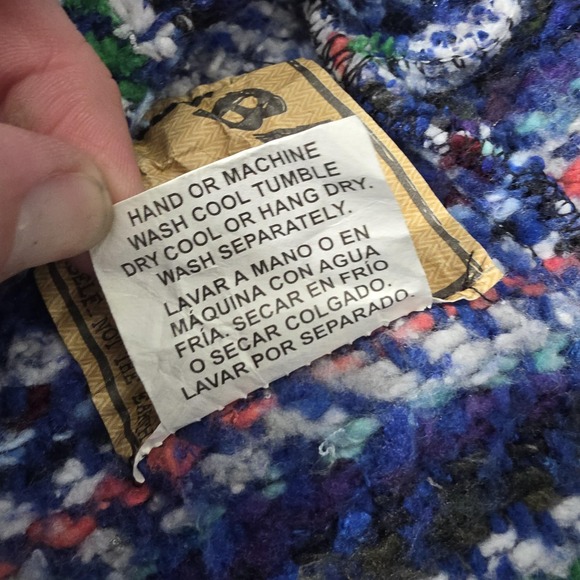 HAND OR MACHINE
WASH COOL TUMBLE
DRY COOL OR HANG DRY.
WASH SEPARATELY.
LAVAR A MANO O EN
MÁQUINA CON AGUA
FRÍA. SECAR EN FRÍO
O SECAR COLGADO.
LAVAR POR SEPARADO.